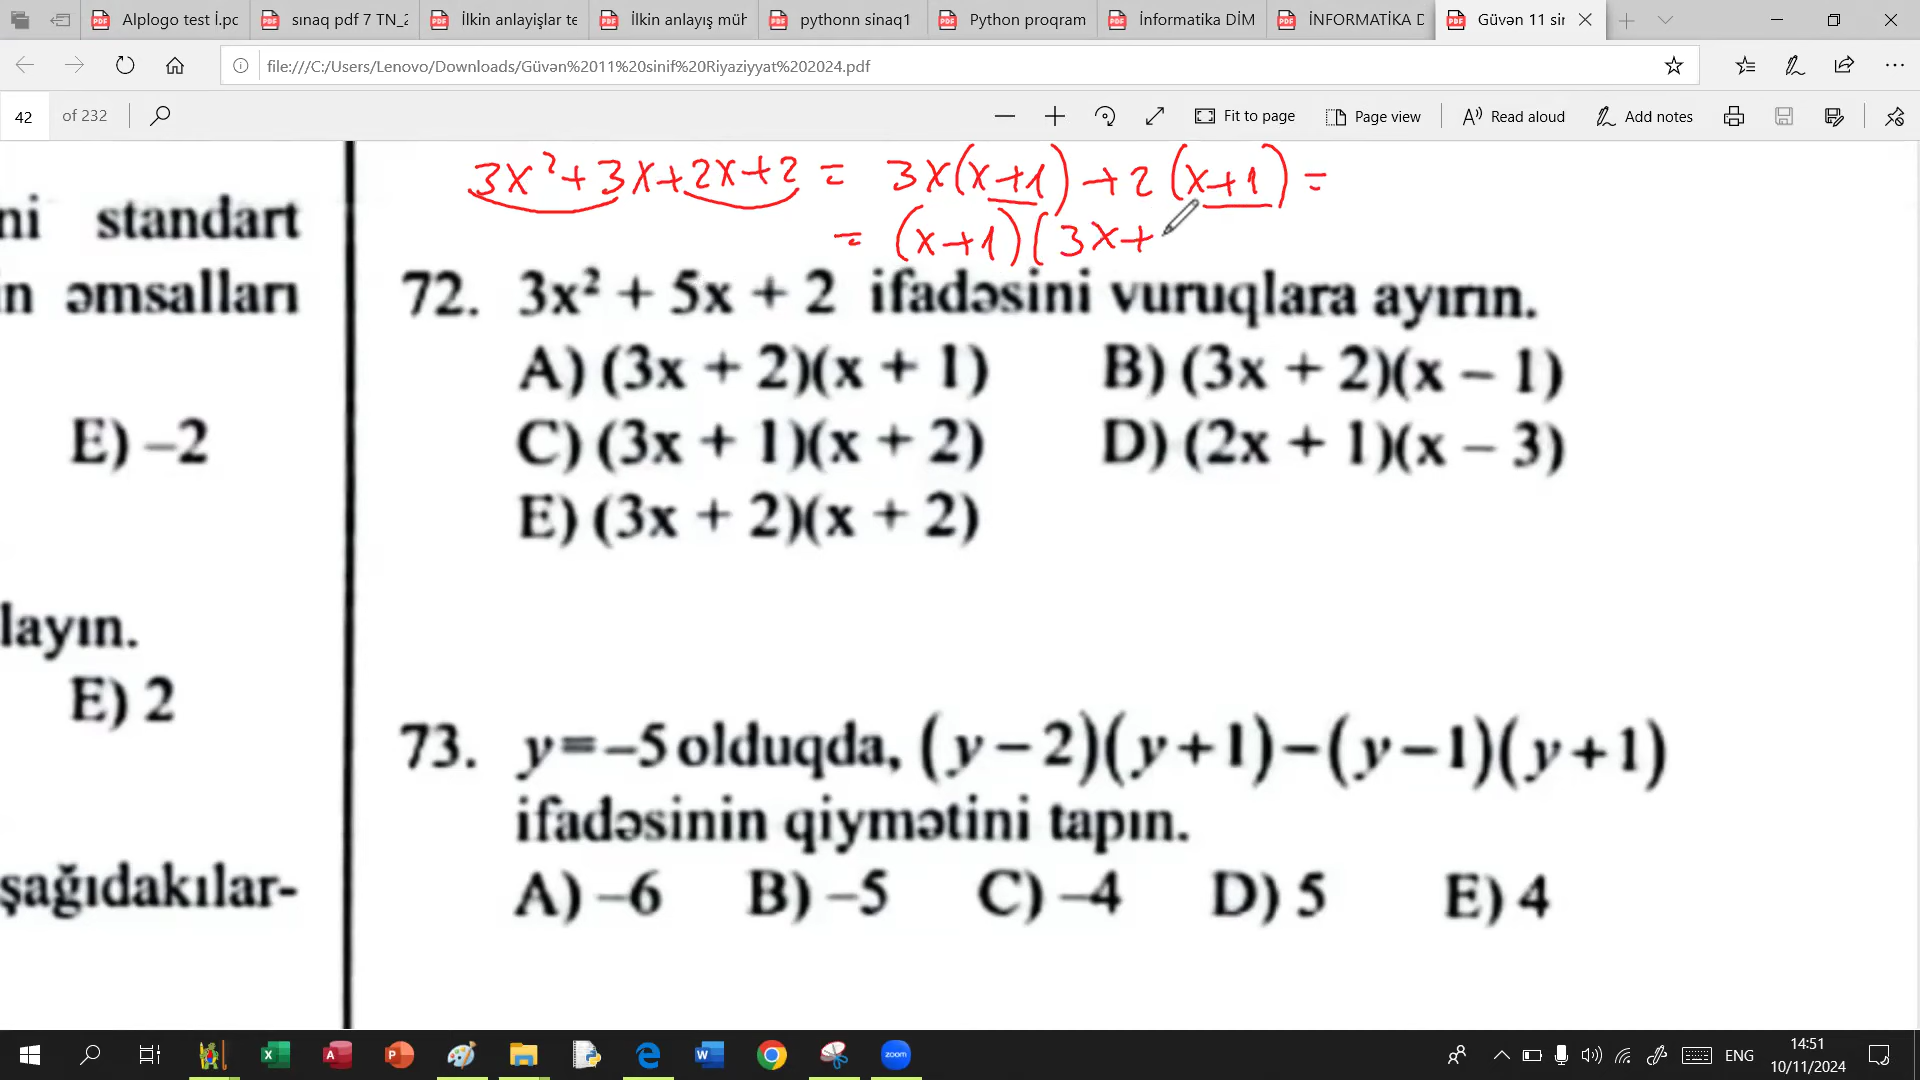 Alplogo test İ.pc
sınaq pdf 7 TN_2
İlkin anlayişlar te
İlkin anlayış müh
pythonn sinaq1
Python proqram
İnformatika DİM
İNFORMATİKA D
Güvən 11 sin
file:///C:/Users/Lenovo/Downloads/Güvən%2011%20sinif%20Riyaziyyat%202024.pdf
42 of 232
Fit to page
Page view
Read aloud
Add notes
3x²+3x+2x+2 = 3x(x+1)+2(x+1)=
= (x+1)(3x+
ni standart
in əmsalları
E) –2
layın.
E) 2
şağıdakılar-
72. 3x² + 5x + 2 ifadəsini vuruqlara ayırın.
A) (3x + 2)(x + 1) B) (3x + 2)(x – 1)
C) (3x + 1)(x + 2) D) (2x + 1)(x – 3)
E) (3x + 2)(x + 2)
73. y=–5 olduqda, (y–2)(y+1)–(y–1)(y+1)
ifadəsinin qiymətini tapın.
A) –6 B) –5 C) –4 D) 5 E) 4
zoom
ENG
14:51
10/11/2024